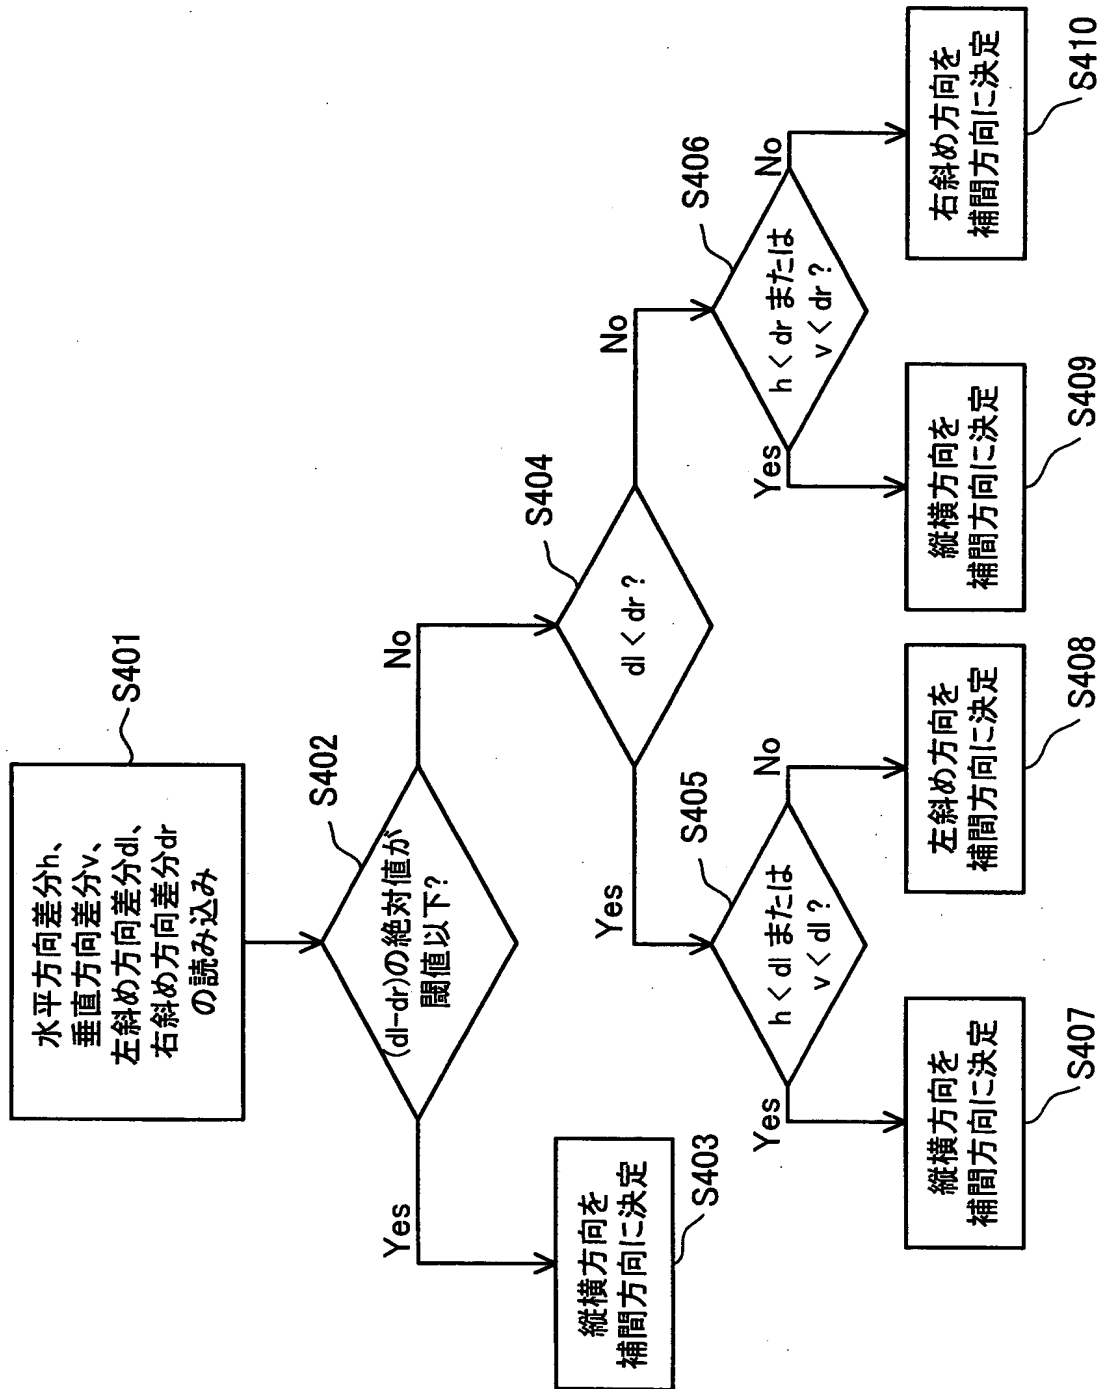 水平方向差分h、
垂直方向差分v、
左斜め方向差分dl、
右斜め方向差分dr
の読み込み
S401
(dl-dr)の絶対値が
閾値以下?
S402
Yes
No
縦横方向を
補間方向に決定
S403
dl < dr ?
S404
Yes
No
h < dl または
v < dl ?
S405
Yes
No
h < dr または
v < dr ?
S406
Yes
No
縦横方向を
補間方向に決定
S407
左斜め方向を
補間方向に決定
S408
縦横方向を
補間方向に決定
S409
右斜め方向を
補間方向に決定
S410